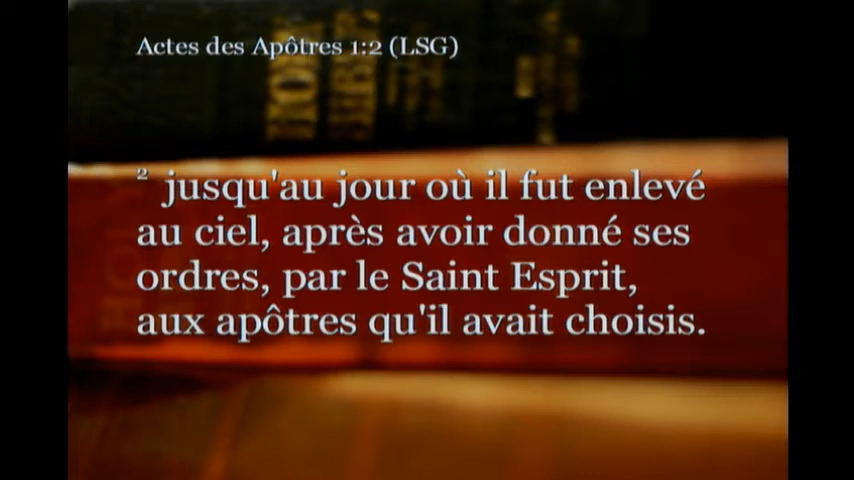 Actes des Apôtres 1:2 (LSG)
² jusqu'au jour où il fut enlevé
au ciel, après avoir donné ses
ordres, par le Saint Esprit,
aux apôtres qu'il avait choisis.